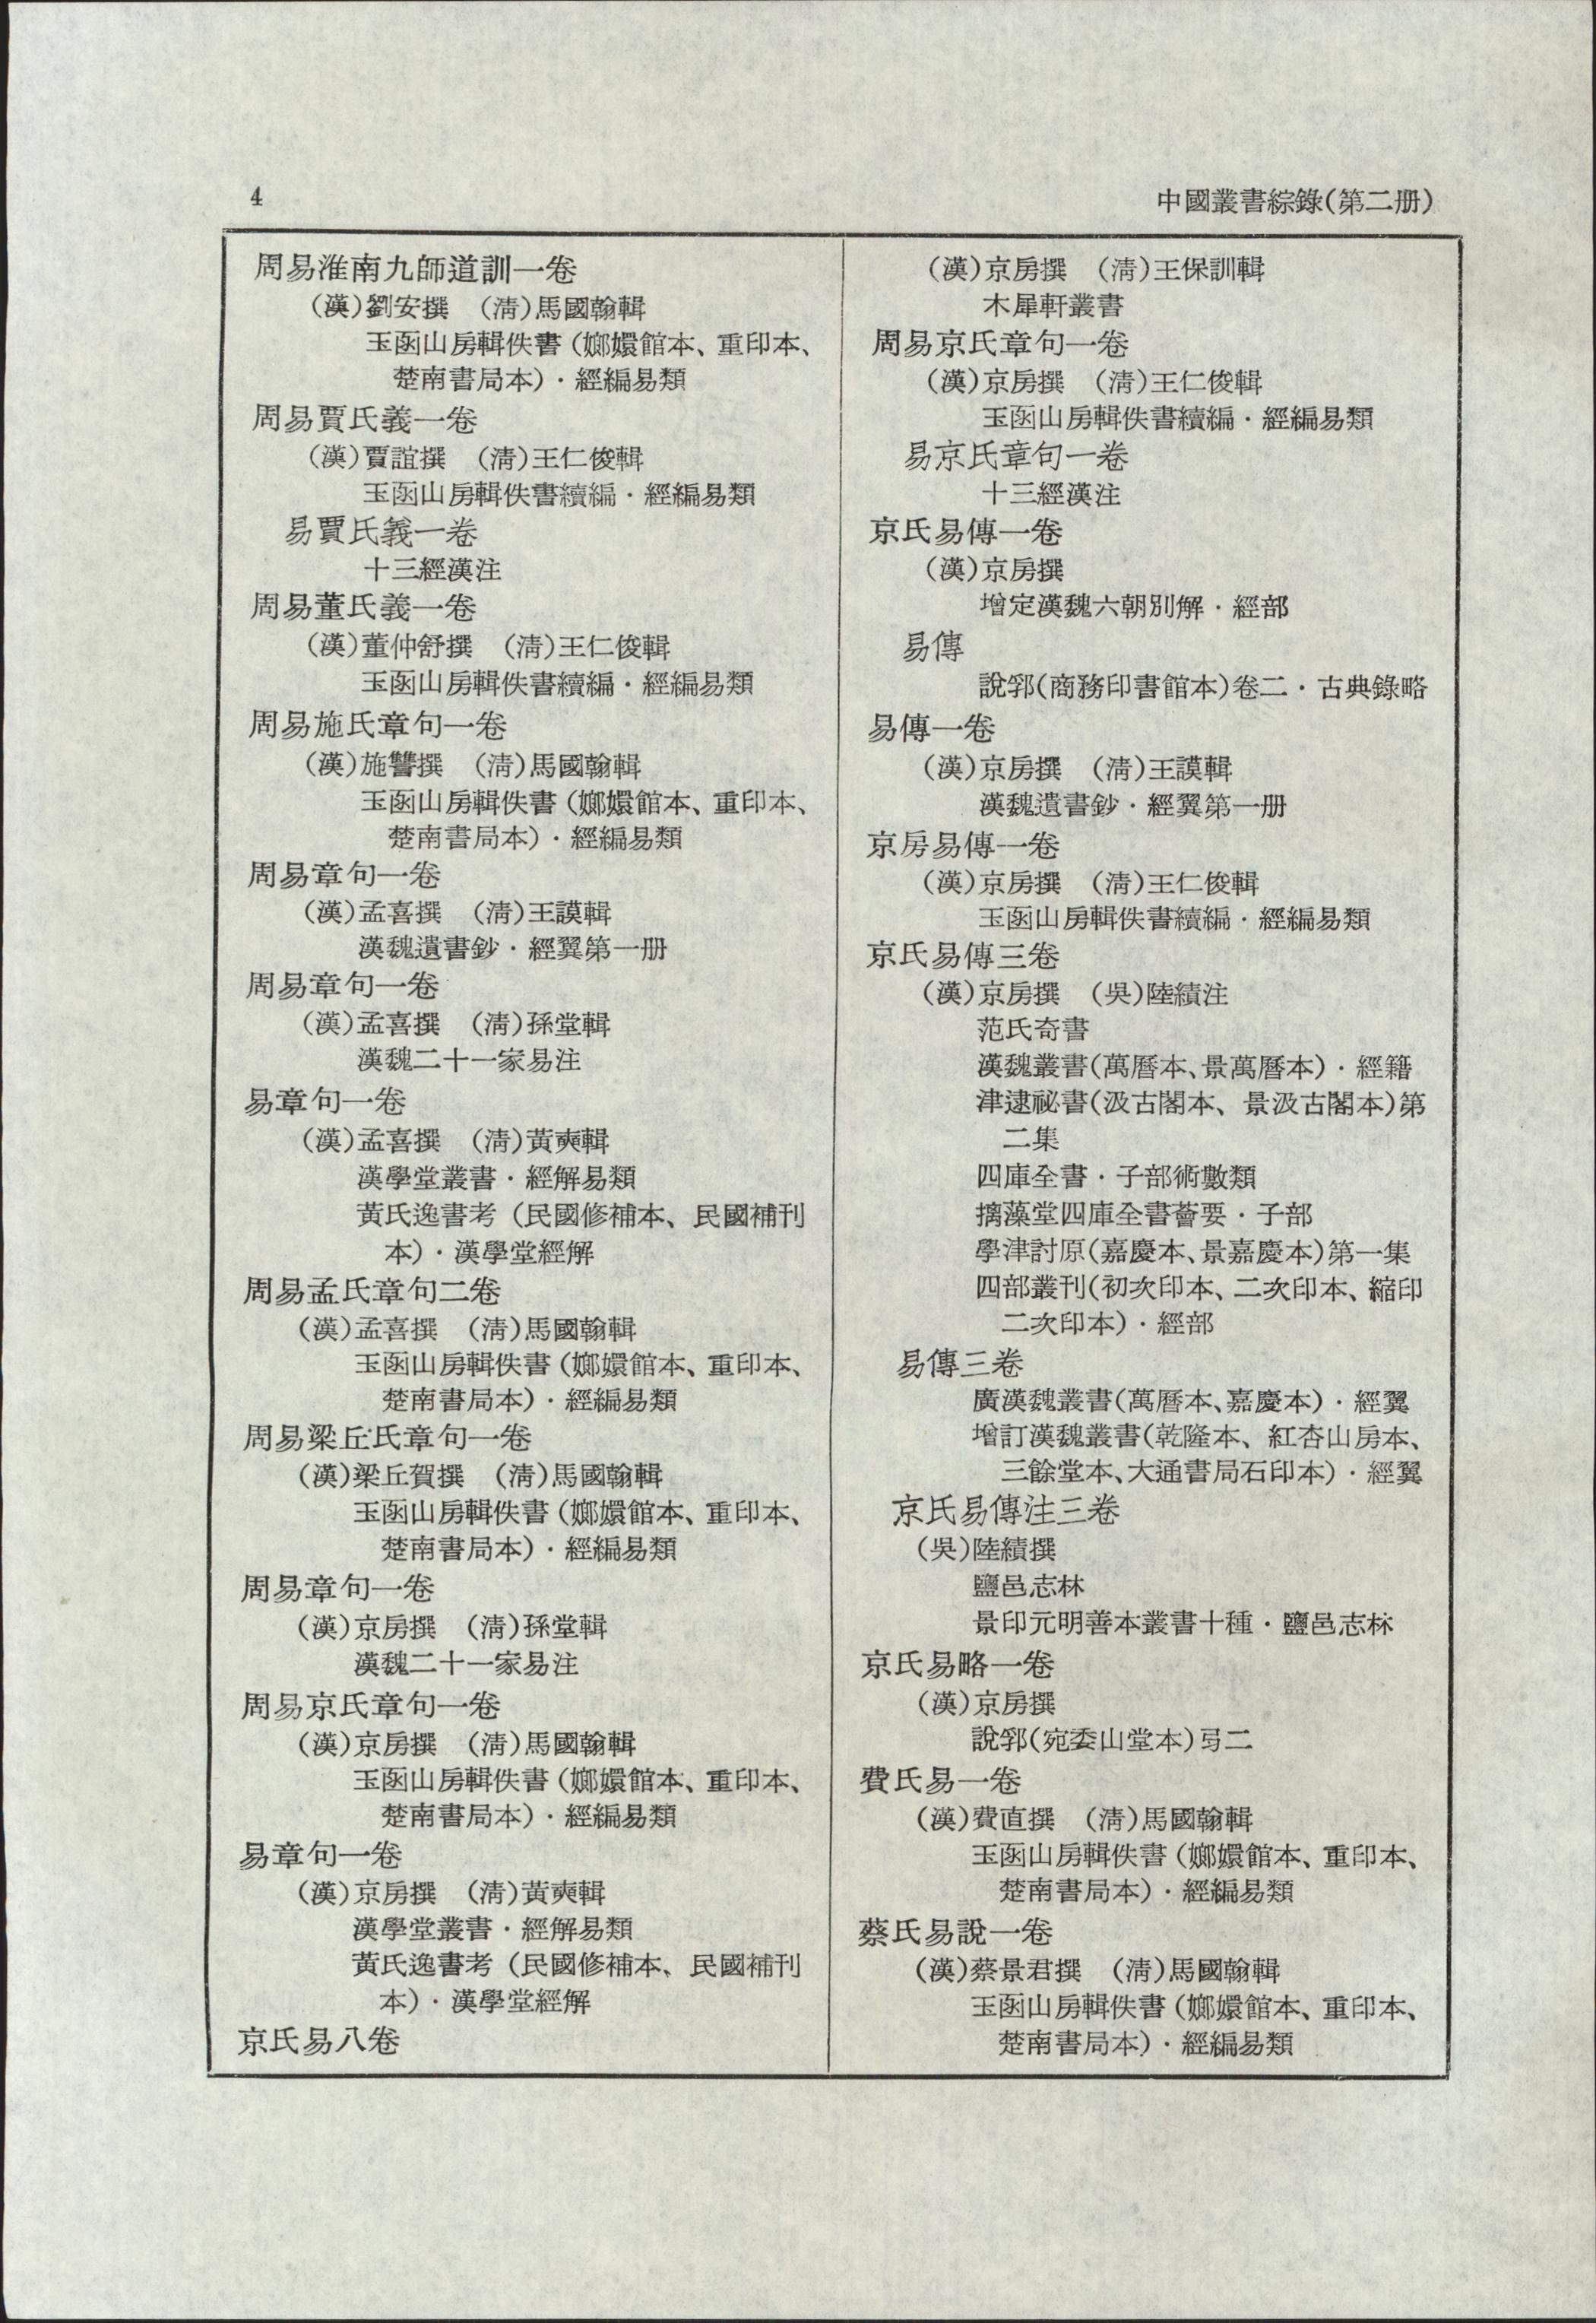 4
中國叢書綜錄(第二册)
周易淮南九師道訓一卷
(漢)劉安撰　(淸)馬國翰輯
玉函山房輯佚書(嫏嬛館本、重印本、
楚南書局本)·經編易類
周易賈氏義一卷
(漢)賈誼撰　(淸)王仁俊輯
玉函山房輯佚書續編·經編易類
易賈氏義一卷
十三經漢注
周易董氏義一卷
(漢)董仲舒撰　(淸)王仁俊輯
玉函山房輯佚書續編·經編易類
周易施氏章句一卷
(漢)施讐撰　(淸)馬國翰輯
玉函山房輯佚書(嫏嬛館本、重印本、
楚南書局本)·經編易類
周易章句一卷
(漢)孟喜撰　(淸)王謨輯
漢魏遺書鈔·經翼第一册
周易章句一卷
(漢)孟喜撰　(淸)孫堂輯
漢魏二十一家易注
易章句一卷
(漢)孟喜撰　(淸)黃奭輯
漢學堂叢書·經解易類
黃氏逸書考(民國修補本、民國補刊
本)·漢學堂經解
周易孟氏章句二卷
(漢)孟喜撰　(淸)馬國翰輯
玉函山房輯佚書(嫏嬛館本、重印本、
楚南書局本)·經編易類
周易梁丘氏章句一卷
(漢)梁丘賀撰　(淸)馬國翰輯
玉函山房輯佚書(嫏嬛館本、重印本、
楚南書局本)·經編易類
周易章句一卷
(漢)京房撰　(淸)孫堂輯
漢魏二十一家易注
周易京氏章句一卷
(漢)京房撰　(淸)馬國翰輯
玉函山房輯佚書(嫏嬛館本、重印本、
楚南書局本)·經編易類
易章句一卷
(漢)京房撰　(淸)黃奭輯
漢學堂叢書·經解易類
黃氏逸書考(民國修補本、民國補刊
本)·漢學堂經解
京氏易八卷
(漢)京房撰　(淸)王保訓輯
木犀軒叢書
周易京氏章句一卷
(漢)京房撰　(淸)王仁俊輯
玉函山房輯佚書續編·經編易類
易京氏章句一卷
十三經漢注
京氏易傳一卷
(漢)京房撰
增定漢魏六朝別解·經部
易傳
說郛(商務印書館本)卷二·古典錄略
易傳一卷
(漢)京房撰　(淸)王謨輯
漢魏遺書鈔·經翼第一册
京房易傳一卷
(漢)京房撰　(淸)王仁俊輯
玉函山房輯佚書續編·經編易類
京氏易傳三卷
(漢)京房撰　(吳)陸績注
范氏奇書
漢魏叢書(萬曆本、景萬曆本)·經籍
津逮祕書(汲古閣本、景汲古閣本)第
二集
四庫全書·子部術數類
摛藻堂四庫全書薈要·子部
學津討原(嘉慶本、景嘉慶本)第一集
四部叢刊(初次印本、二次印本、縮印
二次印本)·經部
易傳三卷
廣漢魏叢書(萬曆本、嘉慶本)·經翼
增訂漢魏叢書(乾隆本、紅杏山房本、
三餘堂本、大通書局石印本)·經翼
京氏易傳注三卷
(吳)陸績撰
鹽邑志林
景印元明善本叢書十種·鹽邑志林
京氏易略一卷
(漢)京房撰
說郛(宛委山堂本)弓二
費氏易一卷
(漢)費直撰　(淸)馬國翰輯
玉函山房輯佚書(嫏嬛館本、重印本、
楚南書局本)·經編易類
蔡氏易說一卷
(漢)蔡景君撰　(淸)馬國翰輯
玉函山房輯佚書(嫏嬛館本、重印本、
楚南書局本)·經編易類